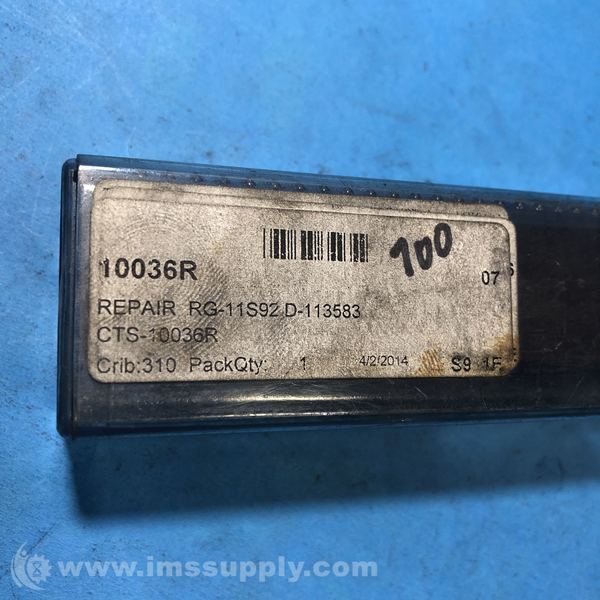 100
10036R
07
REPAIR RG-11S92 D-113583
CTS-10036R
Crib:310 PackQty: 1 4/2/2014 S9 1F
www.imssupply.com